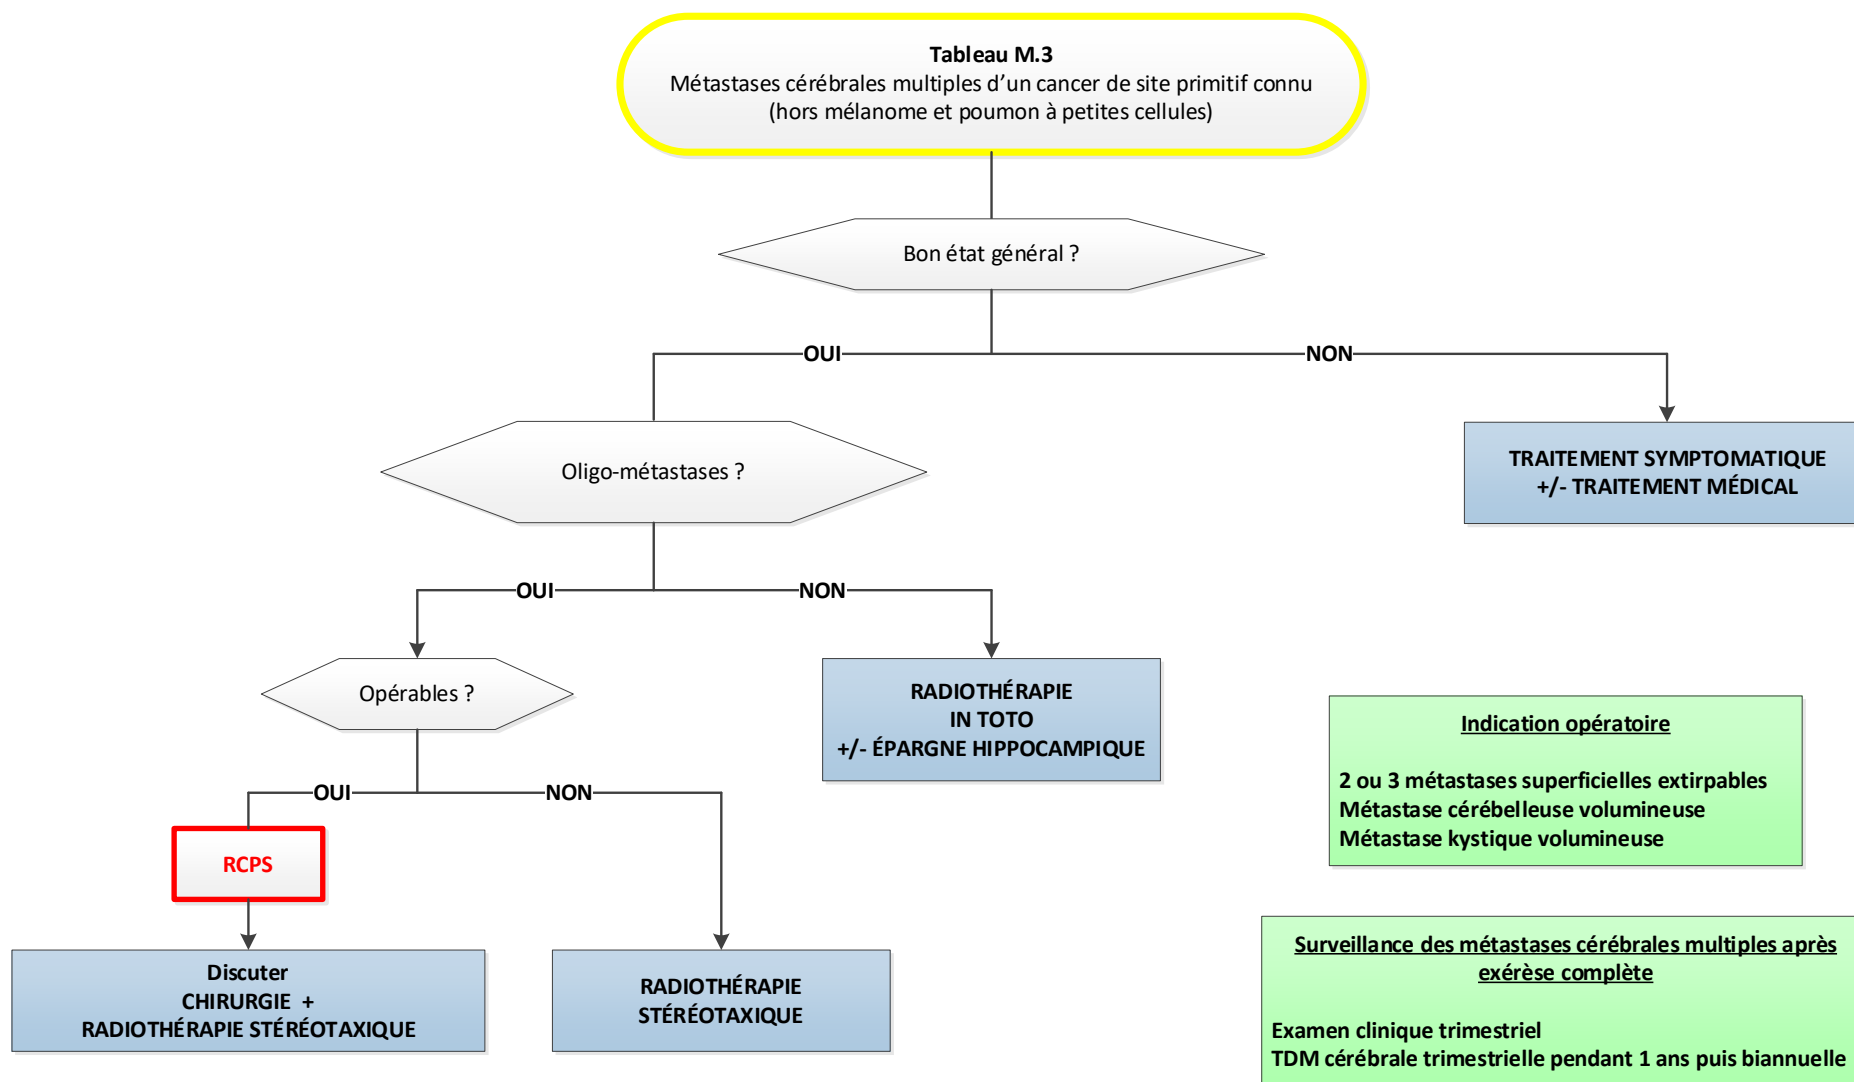 Tableau M.3
Métastases cérébrales multiples d’un cancer de site primitif connu
(hors mélanome et poumon à petites cellules)
Bon état général ?
OUI
NON
Oligo-métastases ?
TRAITEMENT SYMPTOMATIQUE
+/- TRAITEMENT MÉDICAL
OUI
NON
Opérables ?
RADIOTHÉRAPIE
IN TOTO
+/- ÉPARGNE HIPPOCAMPIQUE
Indication opératoire
2 ou 3 métastases superficielles extirpables
Métastase cérébelleuse volumineuse
Métastase kystique volumineuse
OUI
NON
RCPS
Discuter
CHIRURGIE +
RADIOTHÉRAPIE STÉRÉOTAXIQUE
RADIOTHÉRAPIE
STÉRÉOTAXIQUE
Surveillance des métastases cérébrales multiples après
exérèse complète
Examen clinique trimestriel
TDM cérébrale trimestrielle pendant 1 ans puis biannuelle